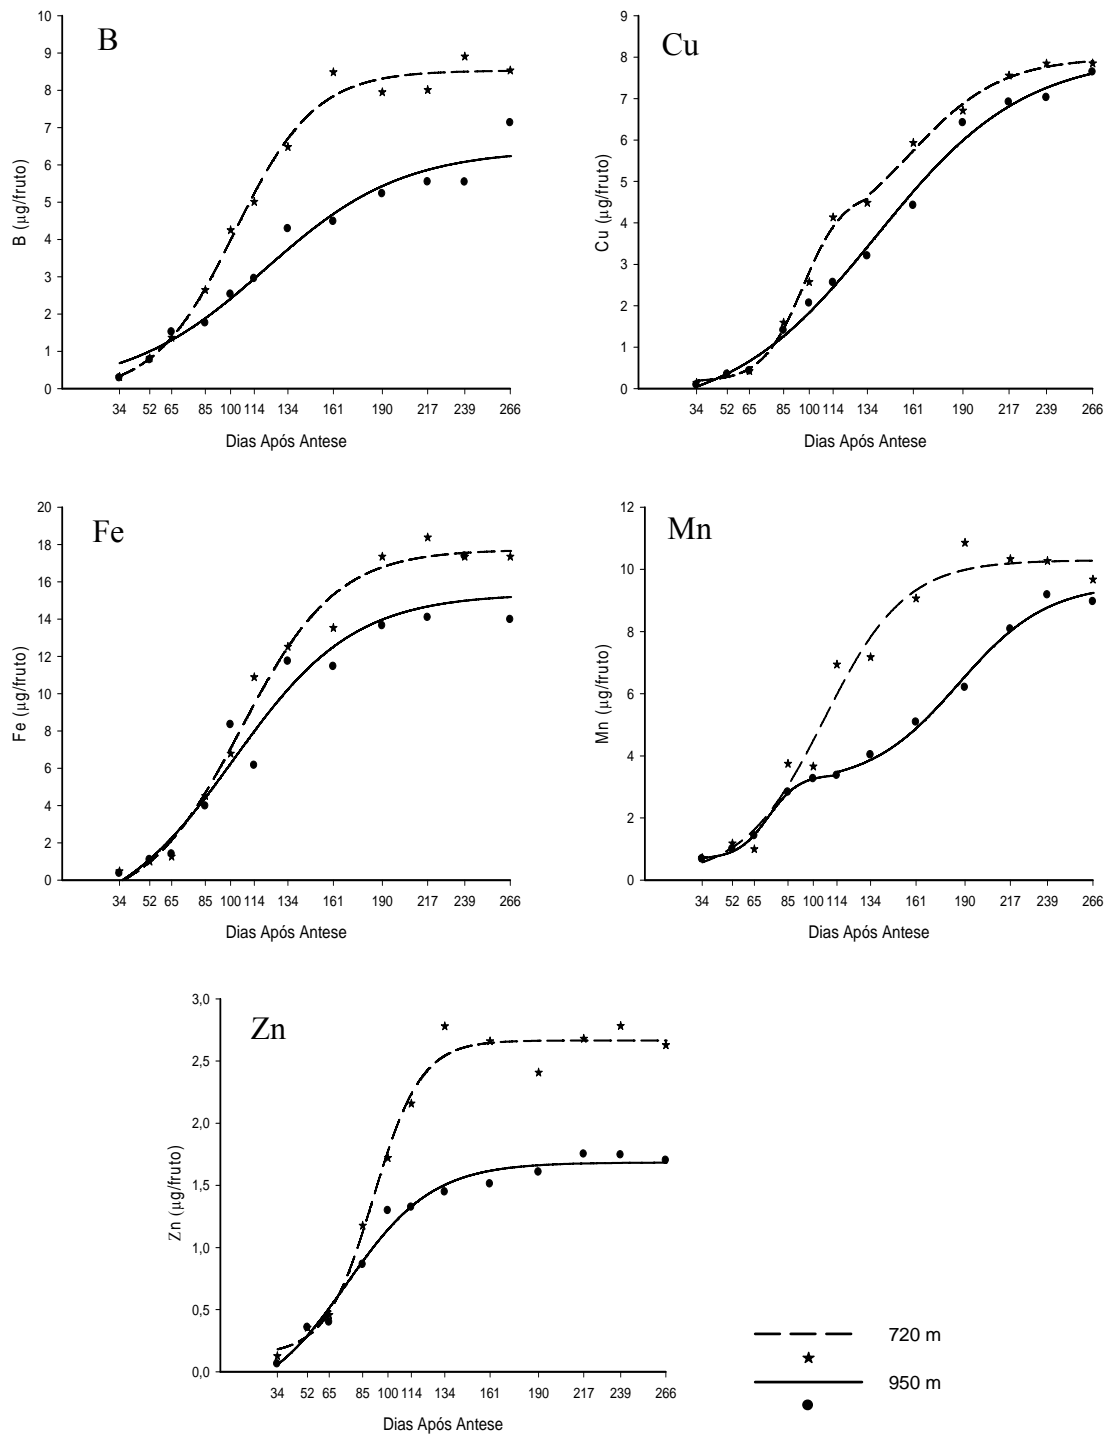 B
10
9
8
7
6
5
4
3
2
1
0
B (µg/fruto)
34 52 65 85 100 114 134 161 190 217 239 266
Dias Após Antese
Cu
9
8
7
6
5
4
3
2
1
0
Cu (µg/fruto)
34 52 65 85 100 114 134 161 190 217 239 266
Dias Após Antese
Fe
20
18
16
14
12
10
8
6
4
2
0
Fe (µg/fruto)
34 52 65 85 100 114 134 161 190 217 239 266
Dias Após Antese
Mn
12
10
8
6
4
2
0
Mn (µg/fruto)
34 52 65 85 100 114 134 161 190 217 239 266
Dias Após Antese
Zn
3,0
2,5
2,0
1,5
1,0
0,5
0,0
Zn (µg/fruto)
34 52 65 85 100 114 134 161 190 217 239 266
Dias Após Antese
720 m
950 m